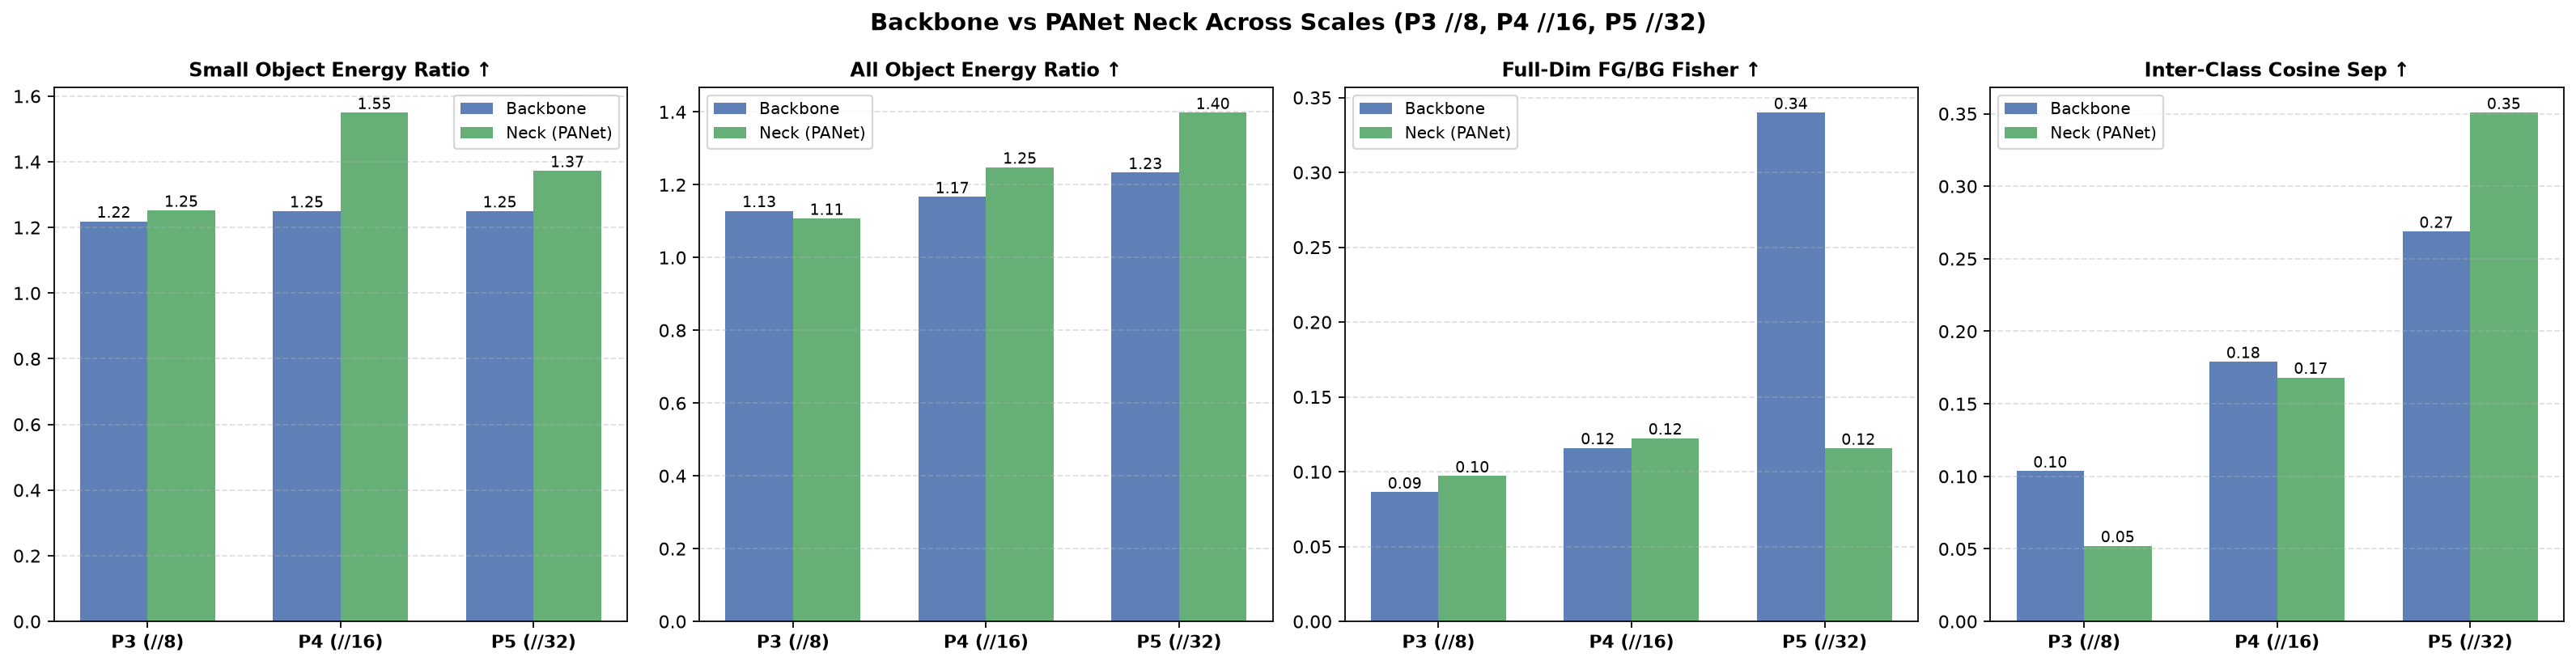 Backbone vs PANet Neck Across Scales (P3 //8, P4 //16, P5 //32)
Small Object Energy Ratio ↑
Backbone
Neck (PANet)
1.6
1.4
1.2
1.0
0.8
0.6
0.4
0.2
0.0
1.22
1.25
1.25
1.55
1.25
1.37
P3 (//8)
P4 (//16)
P5 (//32)
All Object Energy Ratio ↑
Backbone
Neck (PANet)
1.4
1.2
1.0
0.8
0.6
0.4
0.2
0.0
1.13
1.11
1.17
1.25
1.23
1.40
P3 (//8)
P4 (//16)
P5 (//32)
Full-Dim FG/BG Fisher ↑
Backbone
Neck (PANet)
0.35
0.30
0.25
0.20
0.15
0.10
0.05
0.00
0.09
0.10
0.12
0.12
0.34
0.12
P3 (//8)
P4 (//16)
P5 (//32)
Inter-Class Cosine Sep ↑
Backbone
Neck (PANet)
0.35
0.30
0.25
0.20
0.15
0.10
0.05
0.00
0.10
0.05
0.18
0.17
0.27
0.35
P3 (//8)
P4 (//16)
P5 (//32)